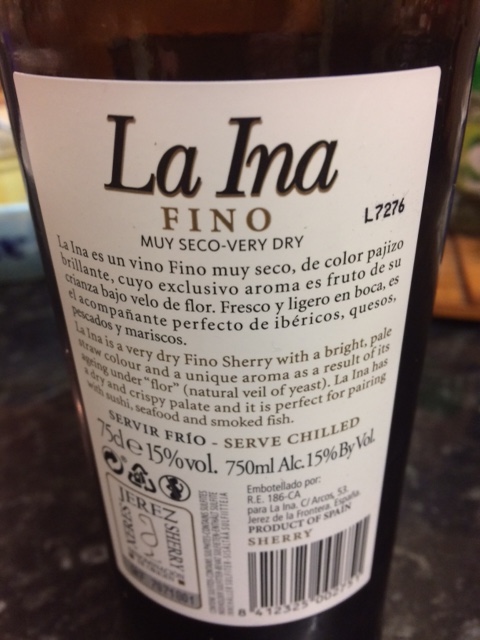 La Ina
FINO
L7276
MUY SECO-VERY DRY
La Ina es un vino Fino muy seco, de color pajizo
brillante, cuyo exclusivo aroma es fruto de su
crianza bajo velo de flor. Fresco y ligero en boca, es
el acompañante perfecto de ibéricos, quesos,
pescados y mariscos.
La Ina is a very dry Fino Sherry with a bright, pale
straw colour and a unique aroma as a result of its
ageing under "flor" (natural veil of yeast). La Ina has
a dry and crispy palate and it is perfect for pairing
with sushi, seafood and smoked fish.
SERVIR FRÍO - SERVE CHILLED
75cl e 15%vol. 750ml Alc.15% By Vol.
Embotellado por:
R.E. 186-CA
para La Ina. C/ Arcos, 53.
Jerez de la Frontera. España.
PRODUCT OF SPAIN
SHERRY
JEREZ
XÉRÈS
SHERRY
8 412325 002731